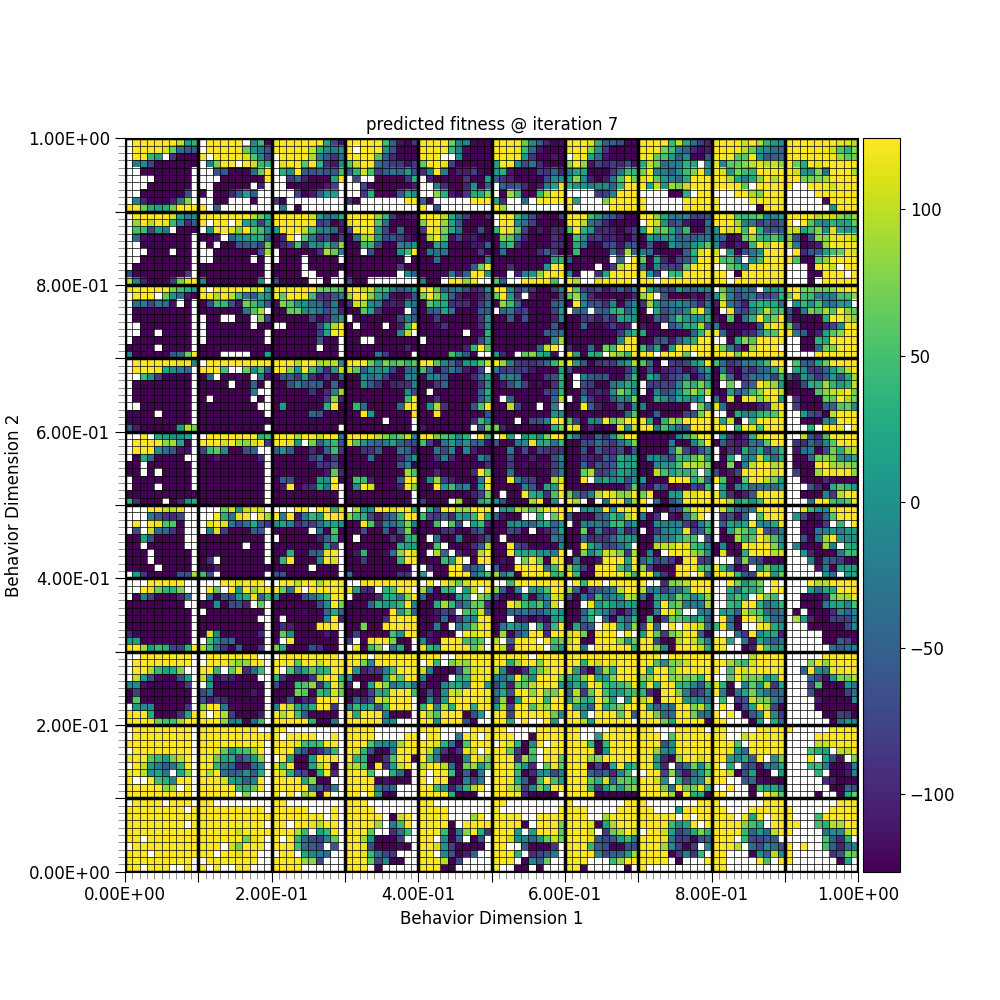 predicted fitness @ iteration 7
1.00E+00
8.00E-01
6.00E-01
4.00E-01
2.00E-01
0.00E+00
Behavior Dimension 2
0.00E+00 2.00E-01 4.00E-01 6.00E-01 8.00E-01 1.00E+00
Behavior Dimension 1
100
50
0
−50
−100